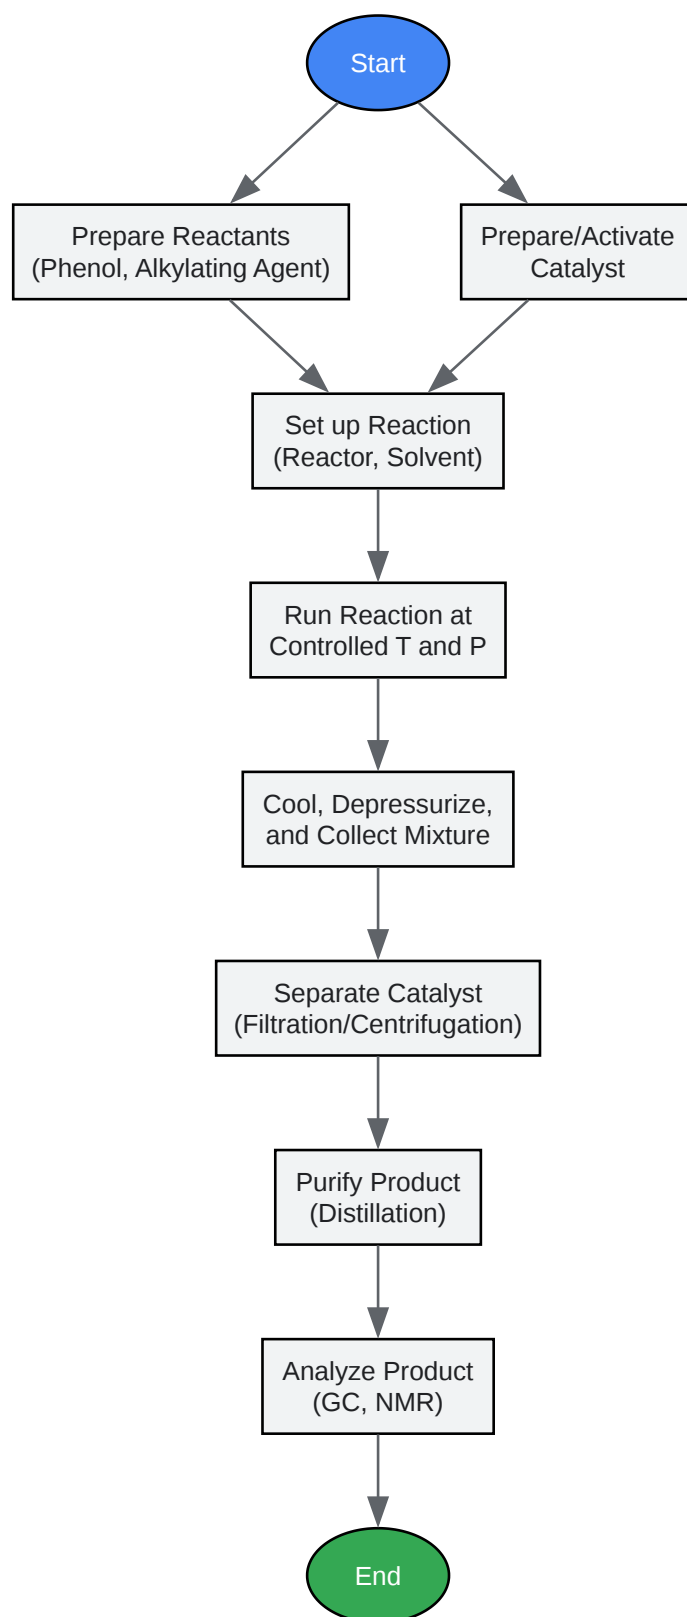 Start
Prepare Reactants
(Phenol, Alkylating Agent)
Prepare/Activate
Catalyst
Set up Reaction
(Reactor, Solvent)
Run Reaction at
Controlled T and P
Cool, Depressurize,
and Collect Mixture
Separate Catalyst
(Filtration/Centrifugation)
Purify Product
(Distillation)
Analyze Product
(GC, NMR)
End